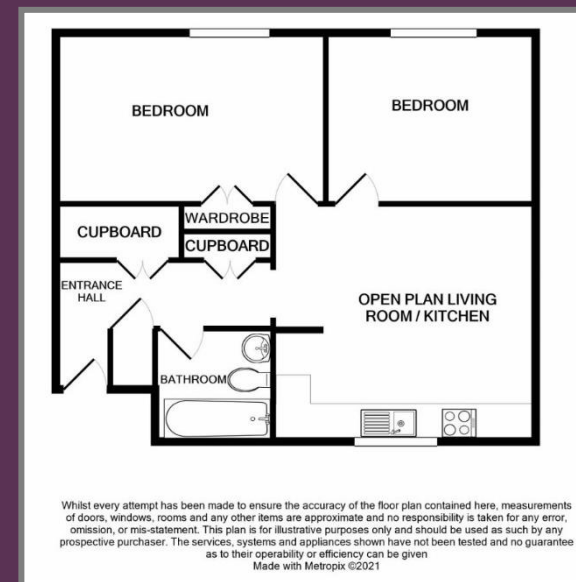 BEDROOM
BEDROOM
WARDROBE
CUPBOARD
CUPBOARD
ENTRANCE
HALL
OPEN PLAN LIVING
ROOM / KITCHEN
BATHROOM
Whilst every attempt has been made to ensure the accuracy of the floor plan contained here, measurements
of doors, windows, rooms and any other items are approximate and no responsibility is taken for any error,
omission, or mis-statement. This plan is for illustrative purposes only and should be used as such by any
prospective purchaser. The services, systems and appliances shown have not been tested and no guarantee
as to their operability or efficiency can be given
Made with Metropix ©2021